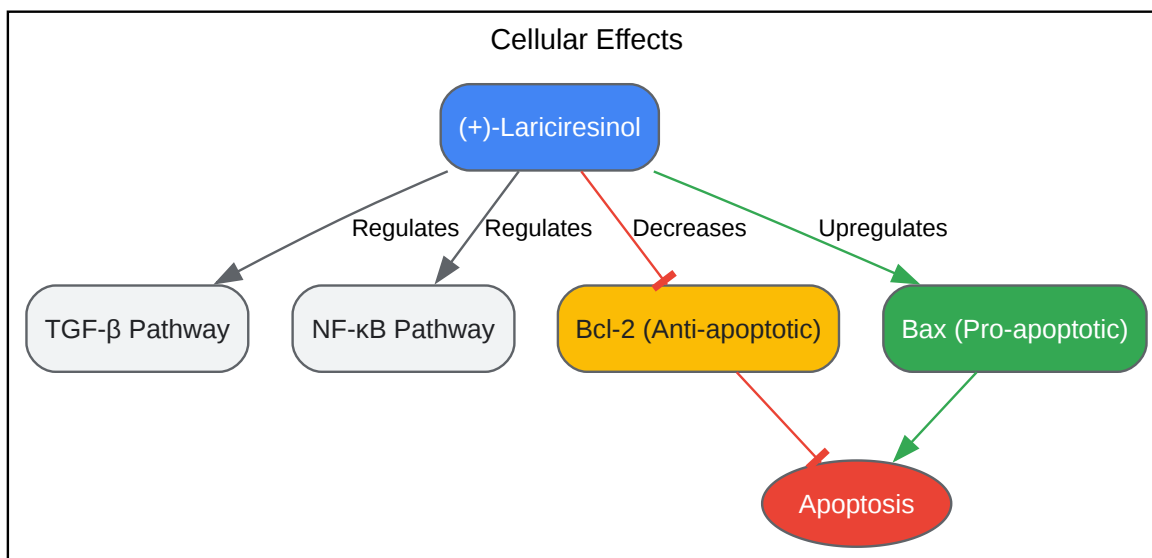 Cellular Effects
(+)-Lariciresinol
Regulates
Regulates
Decreases
Upregulates
TGF-β Pathway
NF-κB Pathway
Bcl-2 (Anti-apoptotic)
Bax (Pro-apoptotic)
Apoptosis